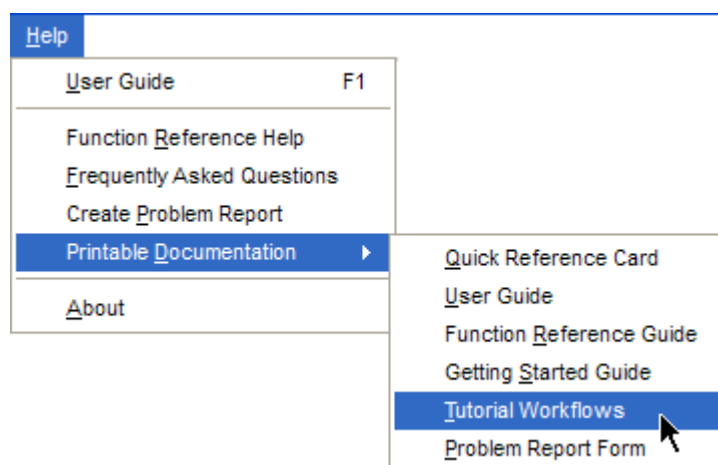 Help
User Guide F1
Function Reference Help
Frequently Asked Questions
Create Problem Report
Printable Documentation
About
Quick Reference Card
User Guide
Function Reference Guide
Getting Started Guide
Tutorial Workflows
Problem Report Form